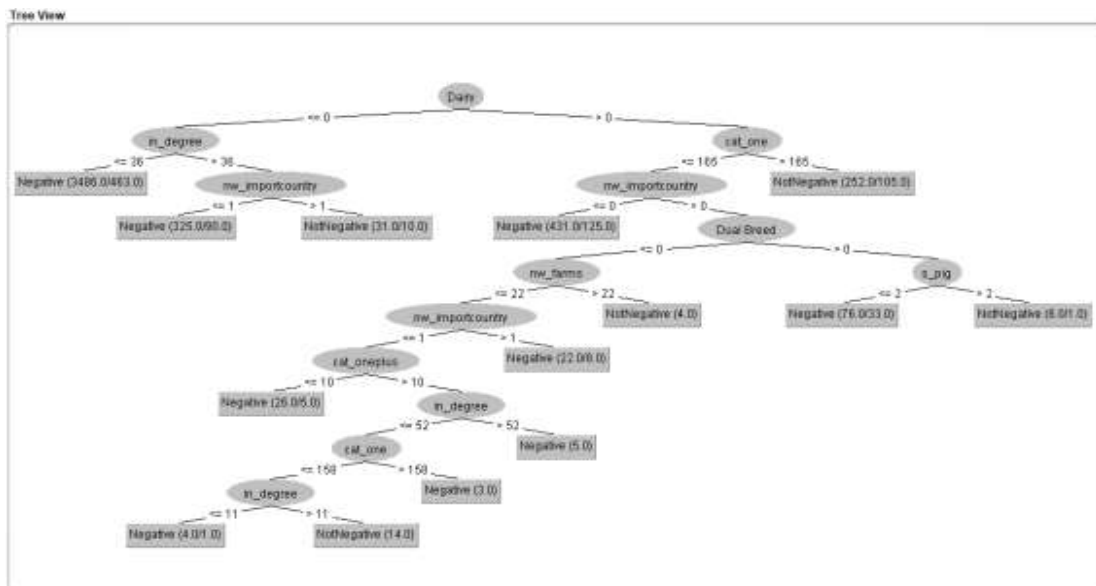 Tree View
Dairy
<= 0
> 0
in_degree
cat_one
<= 36
> 36
<= 165
> 165
Negative (3486.0/463.0)
nw_importcountry
nw_importcountry
NotNegative (252.0/105.0)
<= 1
> 1
<= 0
> 0
Negative (325.0/90.0)
NotNegative (31.0/10.0)
Negative (431.0/125.0)
Dual Breed
<= 0
> 0
nw_farms
s_pig
<= 22
> 22
<= 2
> 2
nw_importcountry
NotNegative (4.0)
Negative (76.0/33.0)
NotNegative (6.0/1.0)
<= 1
> 1
cat_oneplus
Negative (22.0/8.0)
<= 10
> 10
Negative (26.0/5.0)
in_degree
<= 52
> 52
cat_one
Negative (5.0)
<= 158
> 158
in_degree
Negative (3.0)
<= 11
> 11
Negative (4.0/1.0)
NotNegative (14.0)